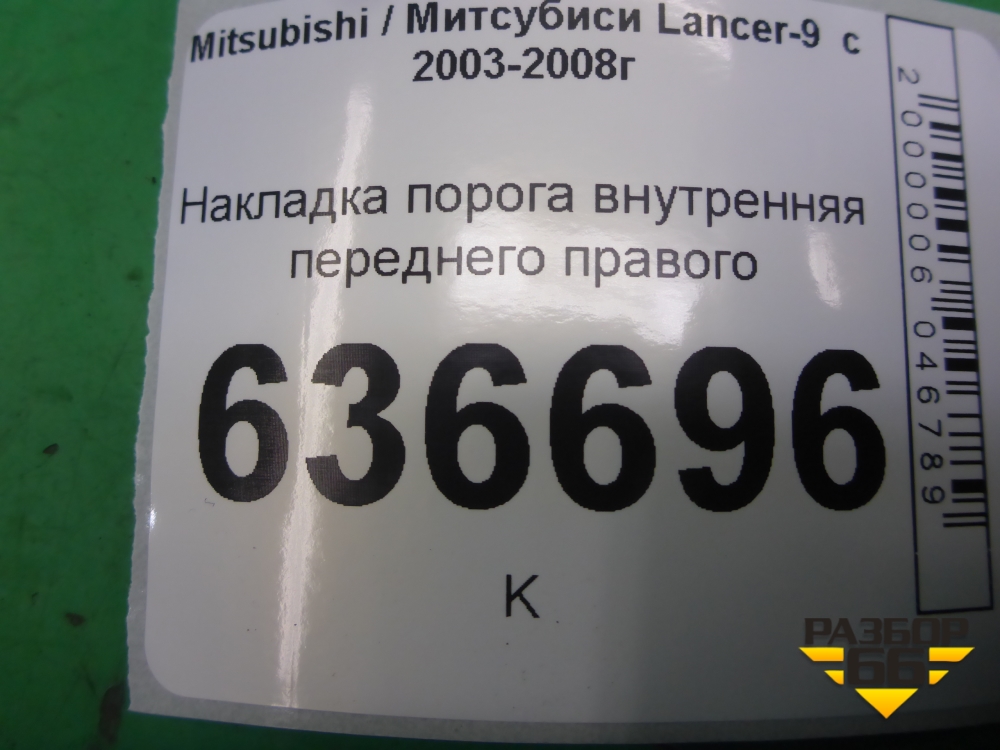 Mitsubishi / Митсубиси Lancer-9 с
2003-2008г
Накладка порога внутренняя
переднего правого
636696
К
2000006046789
РАЗБОР
66